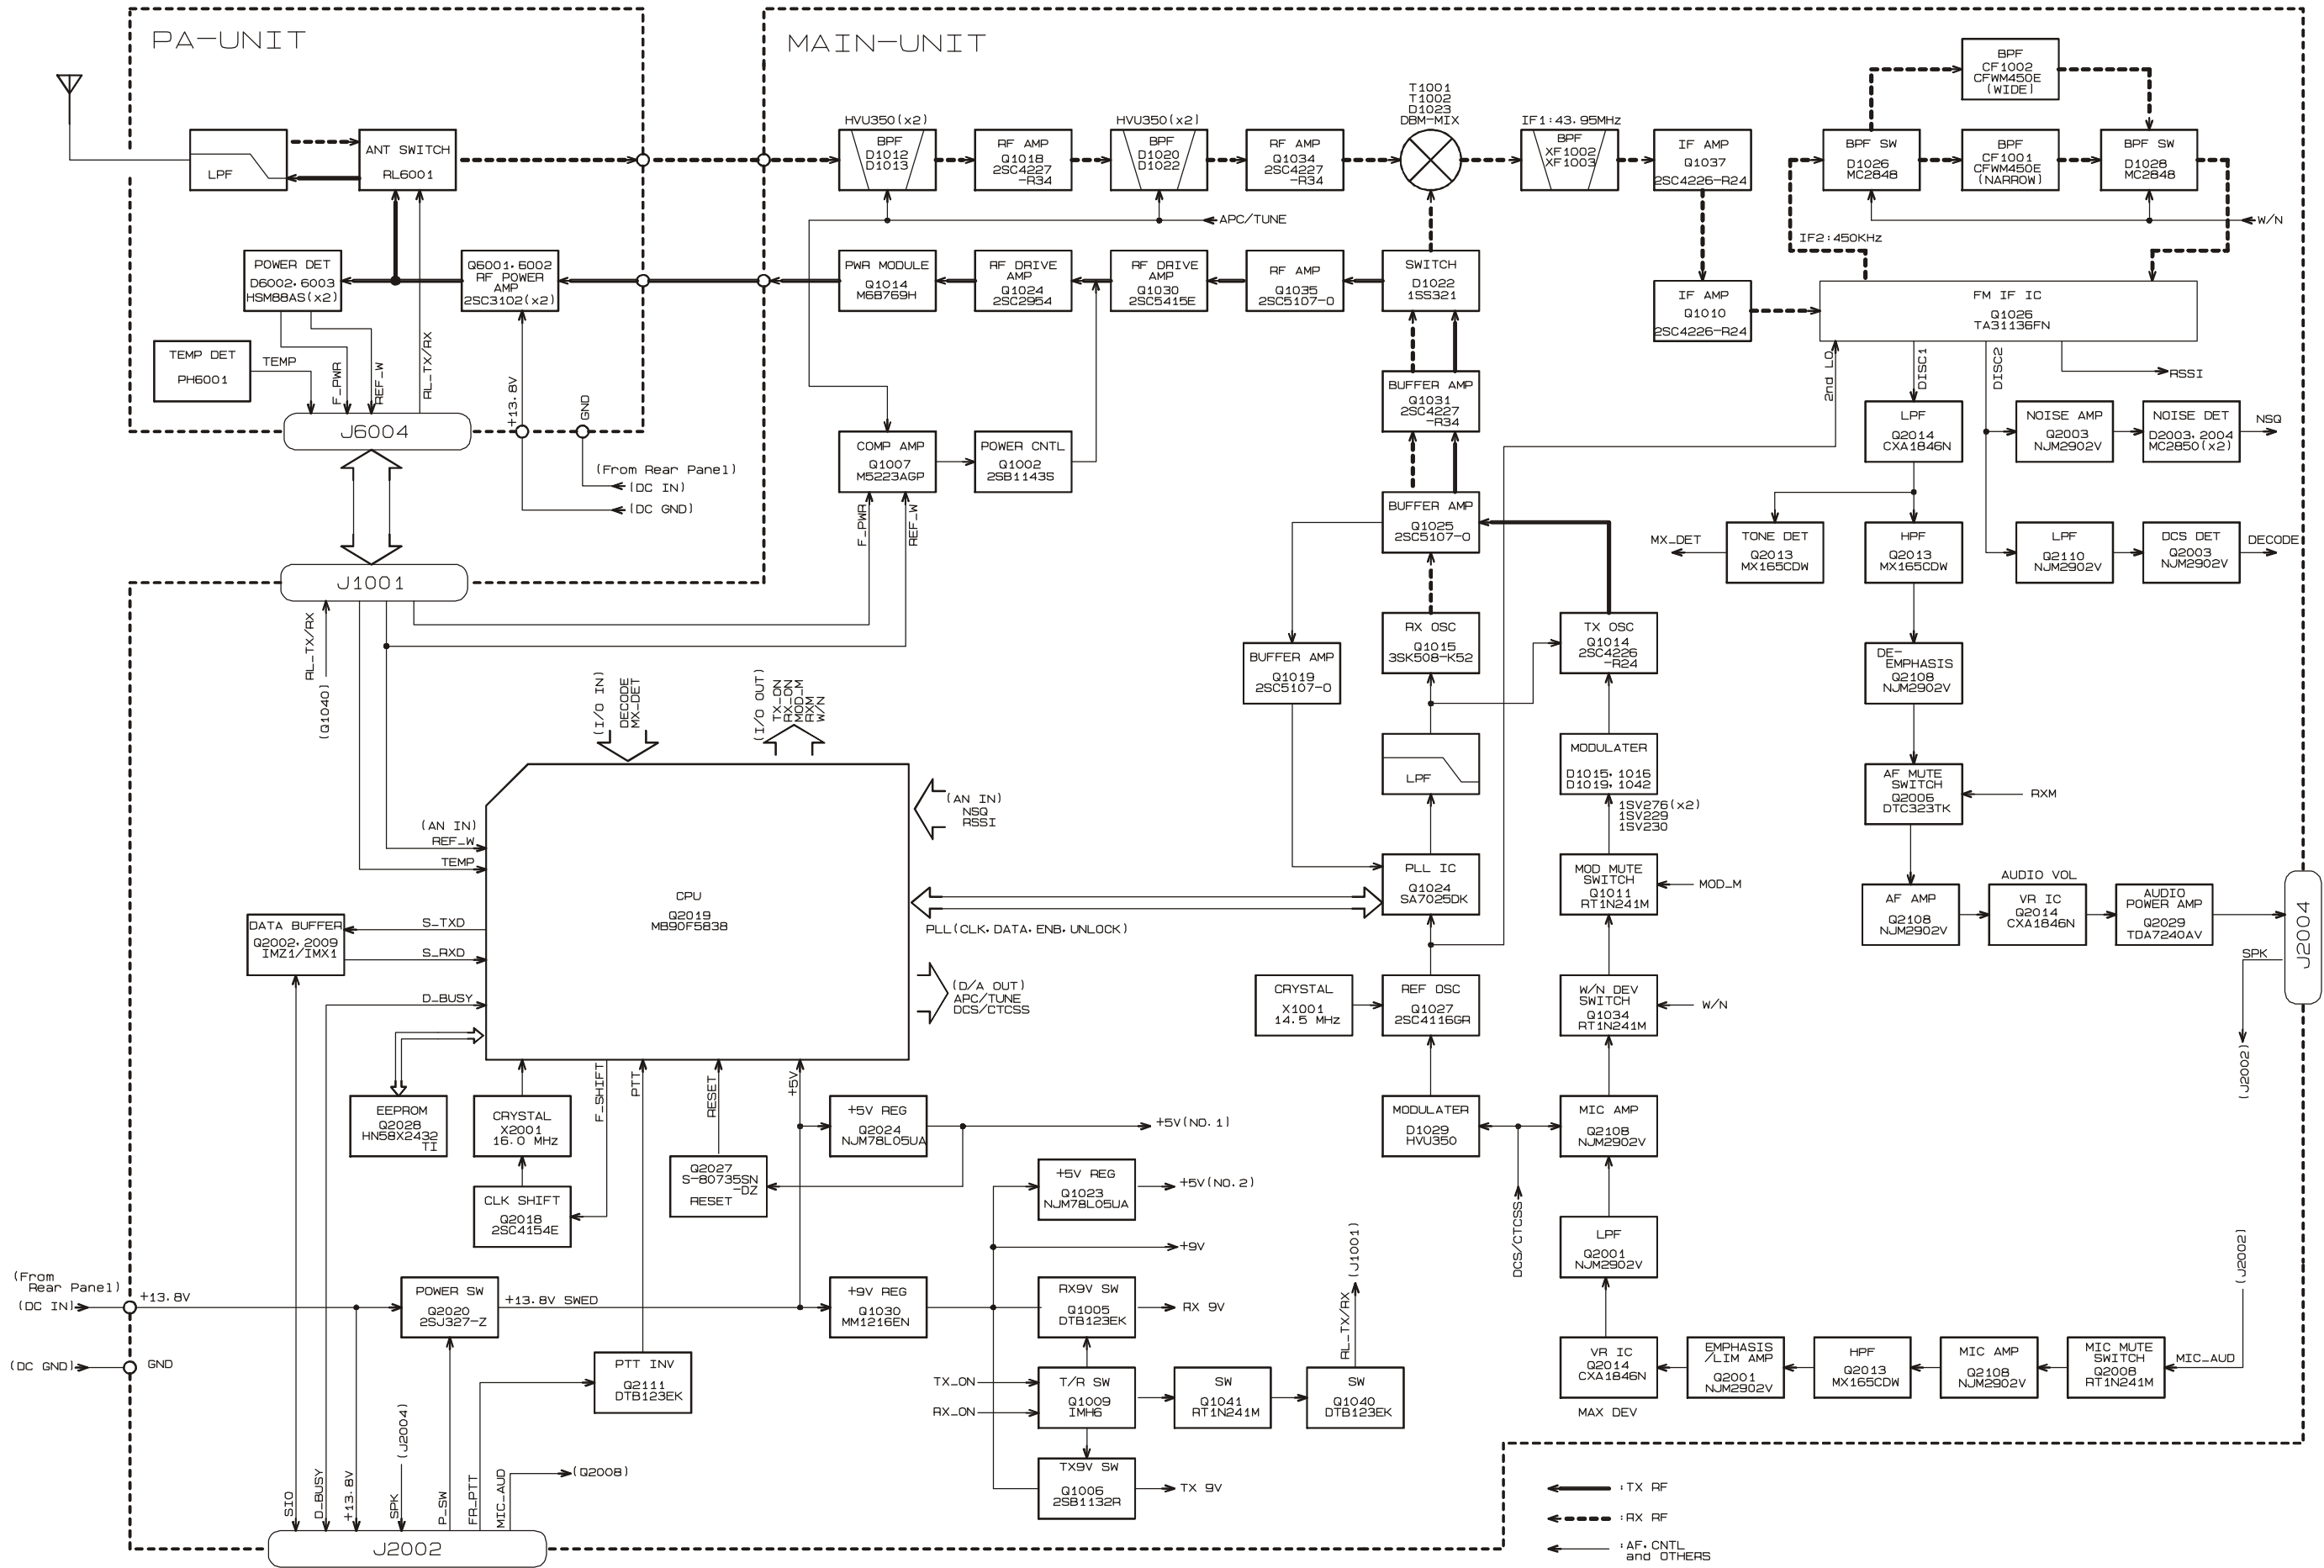 PA-UNIT
MAIN-UNIT
LPF
ANT SWITCH
RL6001
POWER DET
D6002, 6003
HSM88AS(x2)
Q6001, 6002
RF POWER
AMP
2SC3102(x2)
TEMP DET
PH6001
TEMP
F_PWR
REF_W
RL_TX/RX
+13.8V
GND
J6004
(From Rear Panel)
(DC IN)
(DC GND)
J1001
HVU350(x2)
BPF
D1012
D1013
RF AMP
Q1018
2SC4227
-R34
HVU350(x2)
BPF
D1020
D1022
RF AMP
Q1034
2SC4227
-R34
T1001
T1002
D1023
DBM-MIX
IF1:43.95MHz
BPF
XF1002
XF1003
IF AMP
Q1037
2SC4226-R24
BPF SW
D1026
MC2848
BPF
CF1002
CFWM450E
(WIDE)
BPF
CF1001
CFWM450E
(NARROW)
BPF SW
D1028
MC2848
W/N
IF2:450KHz
APC/TUNE
PWR MODULE
Q1014
M6B769H
RF DRIVE
AMP
Q1024
2SC2954
RF DRIVE
AMP
Q1030
2SC5415E
RF AMP
Q1035
2SC5107-O
SWITCH
D1022
1SS321
IF AMP
Q1010
2SC4226-R24
FM IF IC
Q1026
TA31136FN
2nd LO
DISC1
DISC2
RSSI
BUFFER AMP
Q1031
2SC4227
-R34
COMP AMP
Q1007
M5223AGP
POWER CNTL
Q1002
2SB1143S
F_PWR
REF_W
LPF
Q2014
CXA1846N
NOISE AMP
Q2003
NJM2902V
NOISE DET
D2003, 2004
MC2850(x2)
NSQ
BUFFER AMP
Q1025
2SC5107-O
MX_DET
TONE DET
Q2013
MX165CDW
HPF
Q2013
MX165CDW
LPF
Q2110
NJM2902V
DCS DET
Q2003
NJM2902V
DECODE
RL_TX/RX
(Q1040)
BUFFER AMP
Q1019
2SC5107-O
RX OSC
Q1015
3SK508-K52
TX OSC
Q1014
2SC4226
-R24
DE-
EMPHASIS
Q2108
NJM2902V
(I/O IN)
DECODE
MX_DET
(I/O OUT)
TX_ON
RX_ON
MOD_M
RXM
W/N
LPF
MODULATER
D1015, 1016
D1019, 1042
1SV276(x2)
1SV229
1SV230
AF MUTE
SWITCH
Q2006
DTC323TK
RXM
(AN IN)
NSQ
RSSI
(AN IN)
REF_W
TEMP
CPU
Q2019
MB90F5838
PLL IC
Q1024
SA7025DK
PLL(CLK, DATA, ENB, UNLOCK)
MOD MUTE
SWITCH
Q1011
RT1N241M
MOD_M
AF AMP
Q2108
NJM2902V
AUDIO VOL
VR IC
Q2014
CXA1846N
AUDIO
POWER AMP
Q2029
TDA7240AV
J2004
SPK
(J2002)
DATA BUFFER
Q2002, 2009
IMZ1/IMX1
S_TXD
S_RXD
D_BUSY
(D/A OUT)
APC/TUNE
DCS/CTCSS
CRYSTAL
X1001
14.5 MHz
REF OSC
Q1027
2SC4116GR
W/N DEV
SWITCH
Q1034
RT1N241M
W/N
EEPROM
Q2028
HN58X2432
TI
CRYSTAL
X2001
16.0 MHz
F_SHIFT
PTT
RESET
+5V
+5V REG
Q2024
NJM78L05UA
+5V(NO.1)
MODULATER
D1029
HVU350
MIC AMP
Q2108
NJM2902V
DCS/CTCSS
CLK SHIFT
Q2018
2SC4154E
Q2027
S-80735SN
-DZ
RESET
+5V REG
Q1023
NJM78L05UA
+5V(NO.2)
+9V
LPF
Q2001
NJM2902V
(From
Rear Panel)
(DC IN)
+13.8V
POWER SW
Q2020
2SJ327-Z
+13.8V SWED
+9V REG
Q1030
MM1216EN
RX9V SW
Q1005
DTB123EK
RX 9V
RL_TX/RX
(J1001)
(DC GND)
GND
PTT INV
Q2111
DTB123EK
TX_ON
RX_ON
T/R SW
Q1009
IMH6
SW
Q1041
RT1N241M
SW
Q1040
DTB123EK
VR IC
Q2014
CXA1846N
MAX DEV
EMPHASIS
/LIM AMP
Q2001
NJM2902V
HPF
Q2013
MX165CDW
MIC AMP
Q2108
NJM2902V
MIC MUTE
SWITCH
Q2008
RT1N241M
MIC_AUD
(J2002)
TX9V SW
Q1006
2SB1132R
TX 9V
SIO
D_BUSY
+13.8V
SPK
(J2004)
P_SW
FR_PTT
MIC_AUD
(Q2008)
J2002
:TX RF
:RX RF
:AF, CNTL
and OTHERS